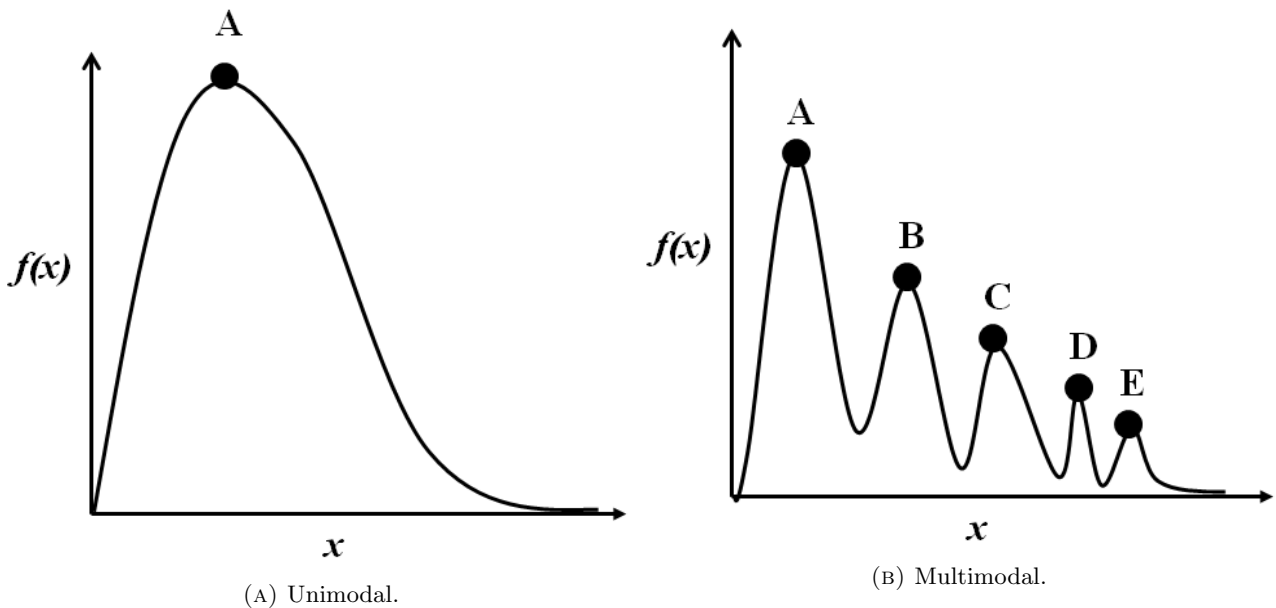 A
f(x)
x
(A) Unimodal.
A
B
C
D
E
f(x)
x
(B) Multimodal.